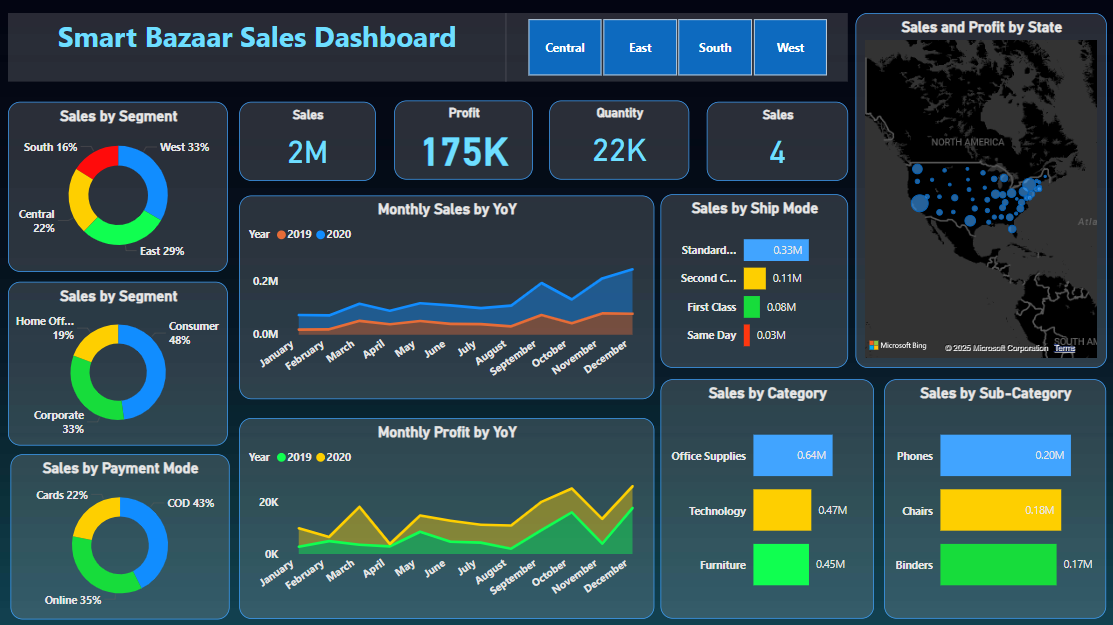 Smart Bazaar Sales Dashboard
Central
East
South
West
Sales and Profit by State
NORTH AMERICA
Atla
SOUTH AM
Microsoft Bing
© 2025 Microsoft Corporation Terms
Sales by Segment
South 16%
West 33%
Central
22%
East 29%
Sales
2M
Profit
175K
Quantity
22K
Sales
4
Monthly Sales by YoY
Year 2019 2020
0.2M
0.0M
January
February
March
April
May
June
July
August
September
October
November
December
Sales by Ship Mode
Standard... 0.33M
Second C... 0.11M
First Class 0.08M
Same Day 0.03M
Sales by Segment
Home Off...
19%
Consumer
48%
Corporate
33%
Sales by Payment Mode
Cards 22%
COD 43%
Online 35%
Monthly Profit by YoY
Year 2019 2020
20K
0K
January
February
March
April
May
June
July
August
September
October
November
December
Sales by Category
Office Supplies 0.64M
Technology 0.47M
Furniture 0.45M
Sales by Sub-Category
Phones 0.20M
Chairs 0.18M
Binders 0.17M